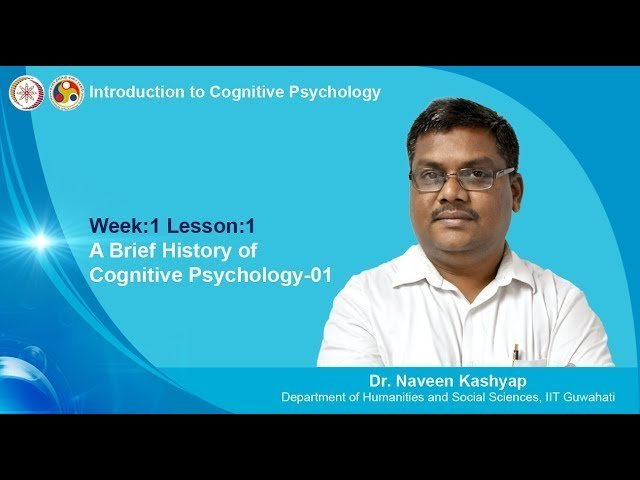 Introduction to Cognitive Psychology
Week:1 Lesson:1
A Brief History of
Cognitive Psychology-01
Dr. Naveen Kashyap
Department of Humanities and Social Sciences, IIT Guwahati